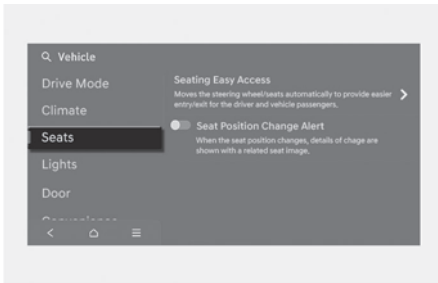 Vehicle
Drive Mode
Climate
Seats
Lights
Door
Seating Easy Access
Moves the steering wheel/seats automatically to provide easier
entry/exit for the driver and vehicle passengers.
Seat Position Change Alert
When the seat position changes, details of chage are
shown with a related seat image.